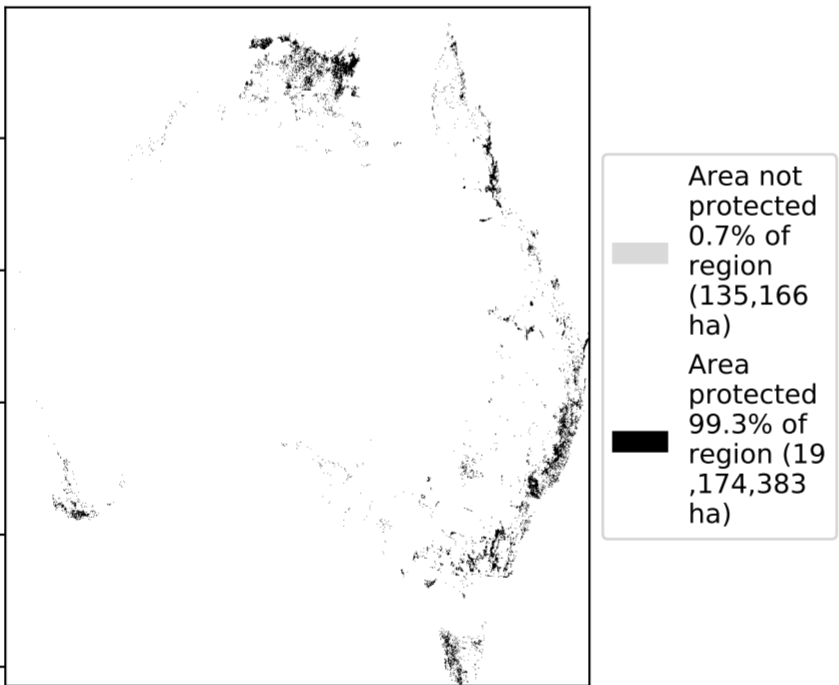 Area not
protected
0.7% of
region
(135,166
ha)
Area
protected
99.3% of
region (19
,174,383
ha)